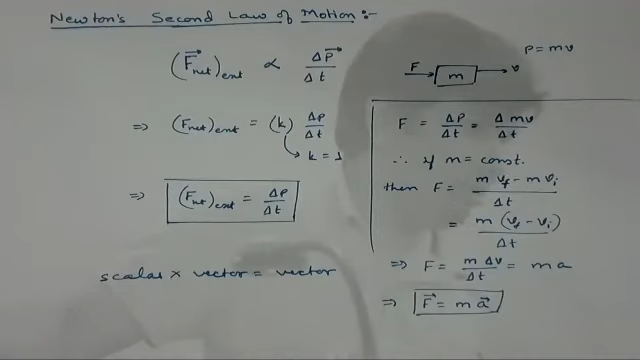 Newton's Second Law of Motion :-
(F⃗net)ext ∝ ΔP⃗/Δt
⇒ (Fnet)ext = (k) ΔP/Δt
k = 1
⇒ (Fnet)ext = ΔP/Δt
scalar × vector = vector
P = mv
F m v
F = ΔP/Δt = Δmv/Δt
∴ if m = const.
then F = (m vf - m vi)/Δt
= m (vf - vi)/Δt
⇒ F = m Δv/Δt = m a
⇒ F⃗ = m a⃗